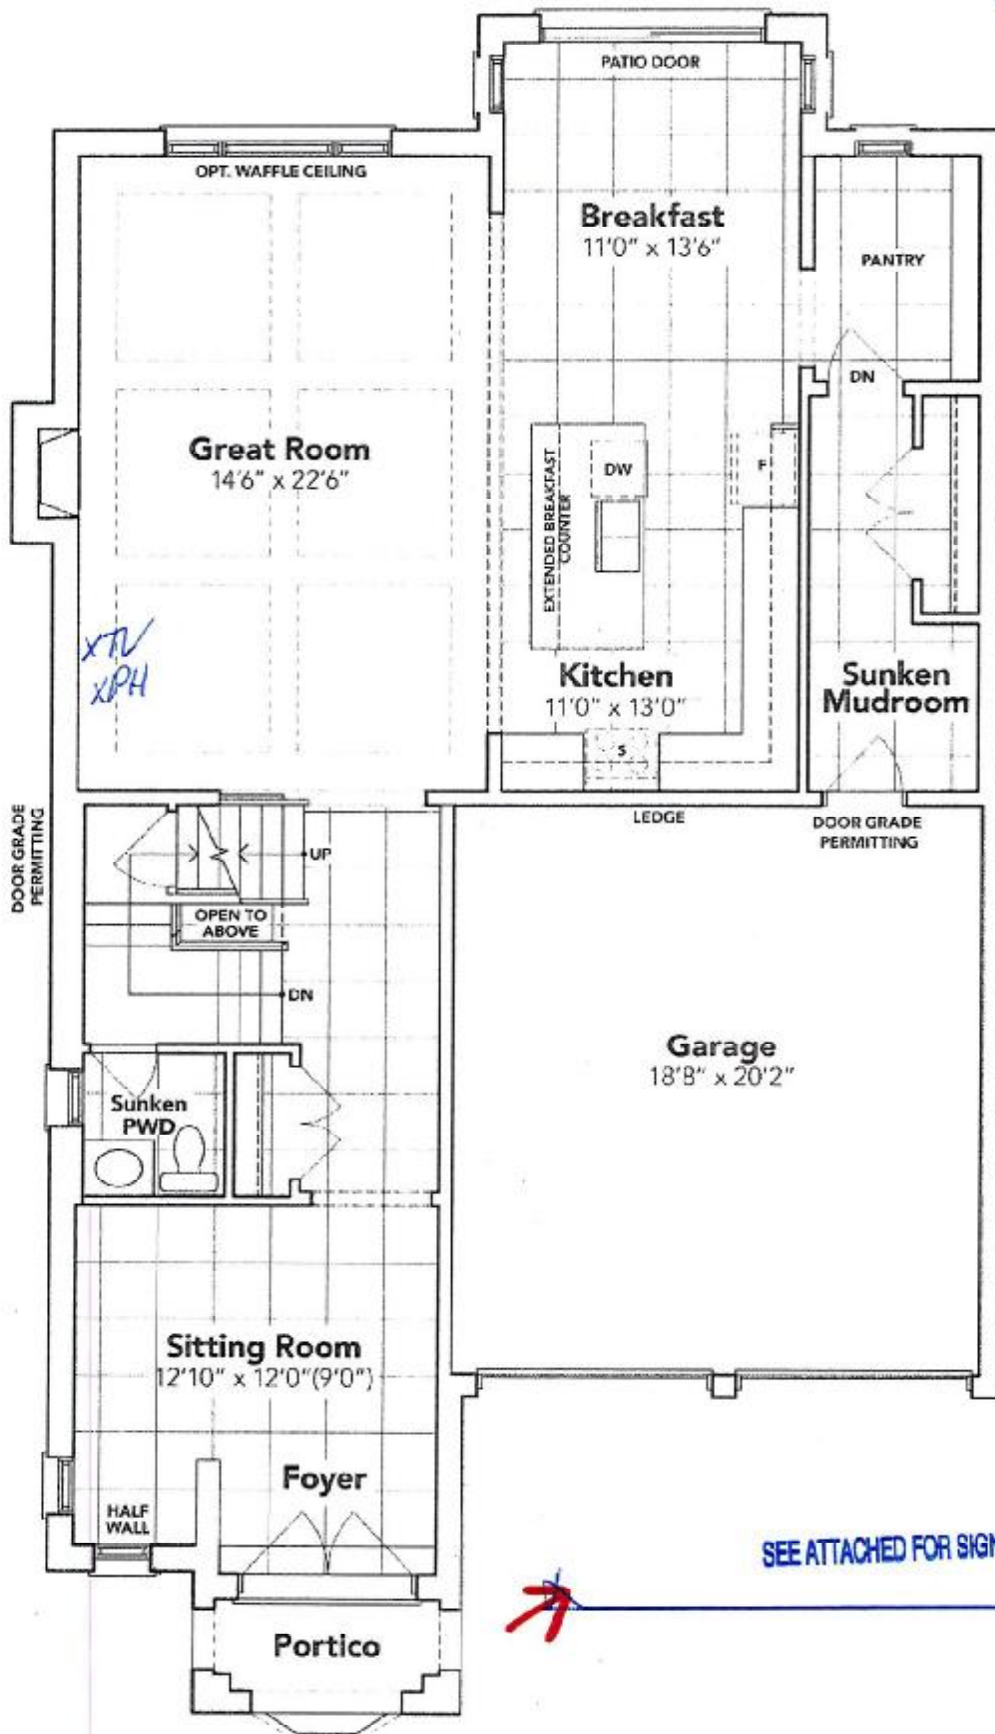 PATIO DOOR
OPT. WAFFLE CEILING
Breakfast
11'0" x 13'6"
PANTRY
DN
Great Room
14'6" x 22'6"
EXTENDED BREAKFAST
COUNTER
DW
F
xTV
xPH
Kitchen
11'0" x 13'0"
S
Sunken
Mudroom
DOOR GRADE
PERMITTING
LEDGE
DOOR GRADE
PERMITTING
UP
OPEN TO
ABOVE
DN
Garage
18'8" x 20'2"
Sunken
PWD
Sitting Room
12'10" x 12'0"(9'0")
Foyer
HALF
WALL
SEE ATTACHED FOR SIGN
Portico